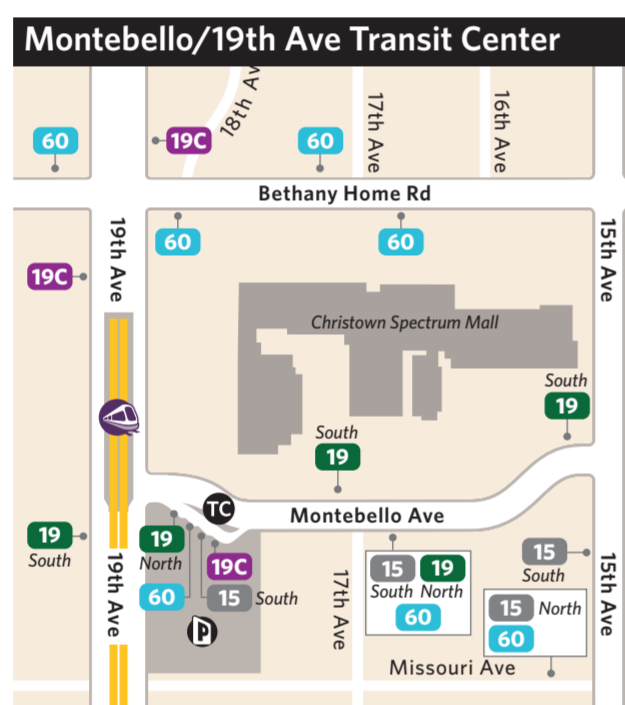 Montebello/19th Ave Transit Center
60
19C
18th Av
60
17th Ave
16th Ave
Bethany Home Rd
60
60
19th Ave
15th Ave
19C
Christown Spectrum Mall
South
19
South
19
TC
Montebello Ave
19
South
19
North
19C
60
15 South
P
19th Ave
17th Ave
15 19
South North
60
15
South
15 North
60
15th Ave
Missouri Ave